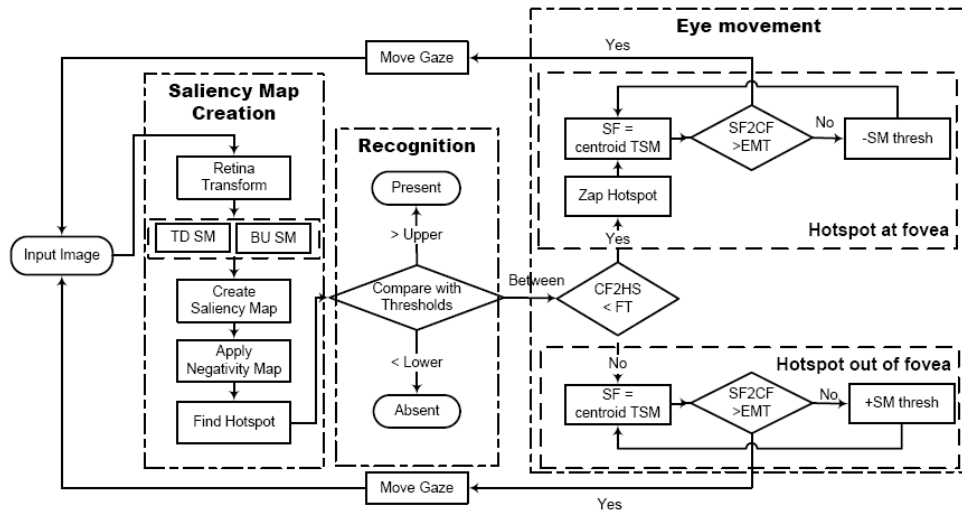 Eye movement
Yes
Move Gaze
Saliency Map
Creation
Retina
Transform
TD SM
BU SM
Input Image
Create
Saliency Map
Apply
Negativity Map
Find Hotspot
Recognition
Present
> Upper
Compare with
Thresholds
< Lower
Absent
Between
CF2HS
< FT
Yes
Zap Hotspot
SF =
centroid TSM
SF2CF
>EMT
No
-SM thresh
Hotspot at fovea
Hotspot out of fovea
No
SF =
centroid TSM
SF2CF
>EMT
No
+SM thresh
Yes
Move Gaze